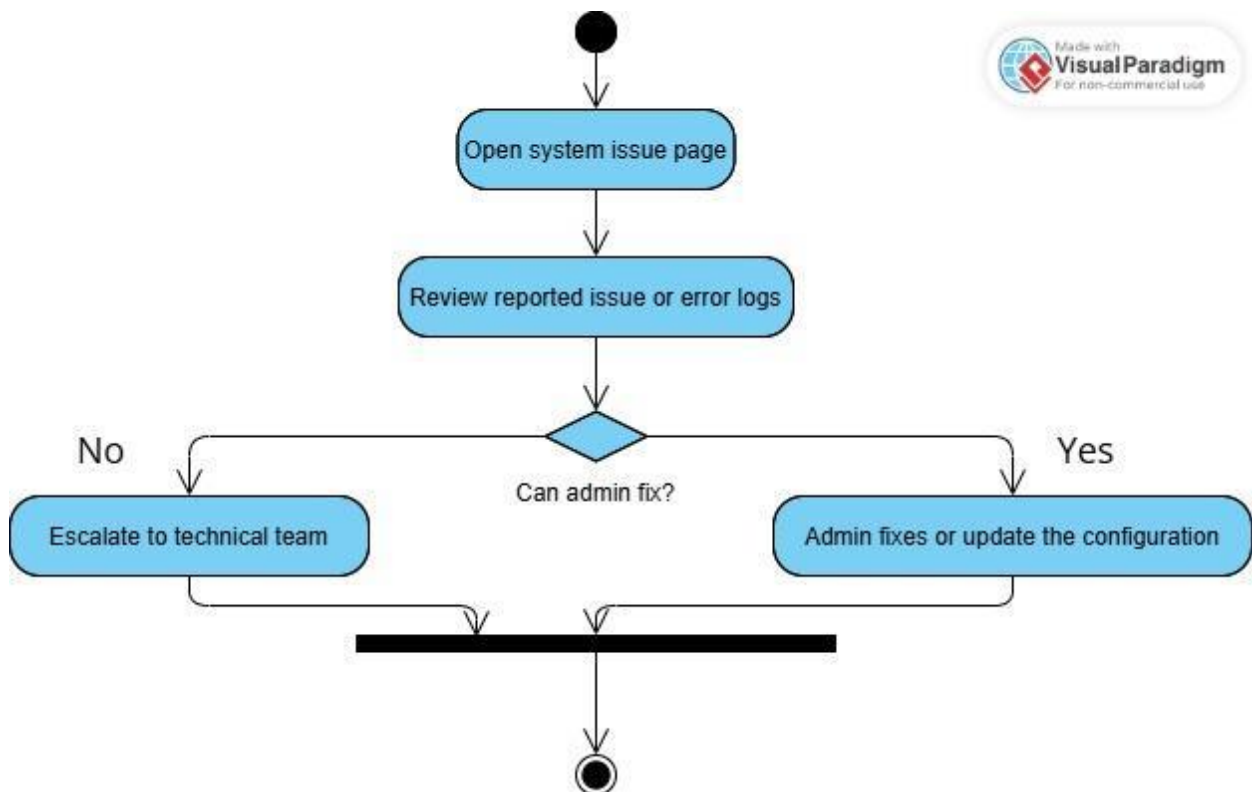 Made with
Visual Paradigm
For non-commercial use
Open system issue page
Review reported issue or error logs
No
Yes
Can admin fix?
Escalate to technical team
Admin fixes or update the configuration